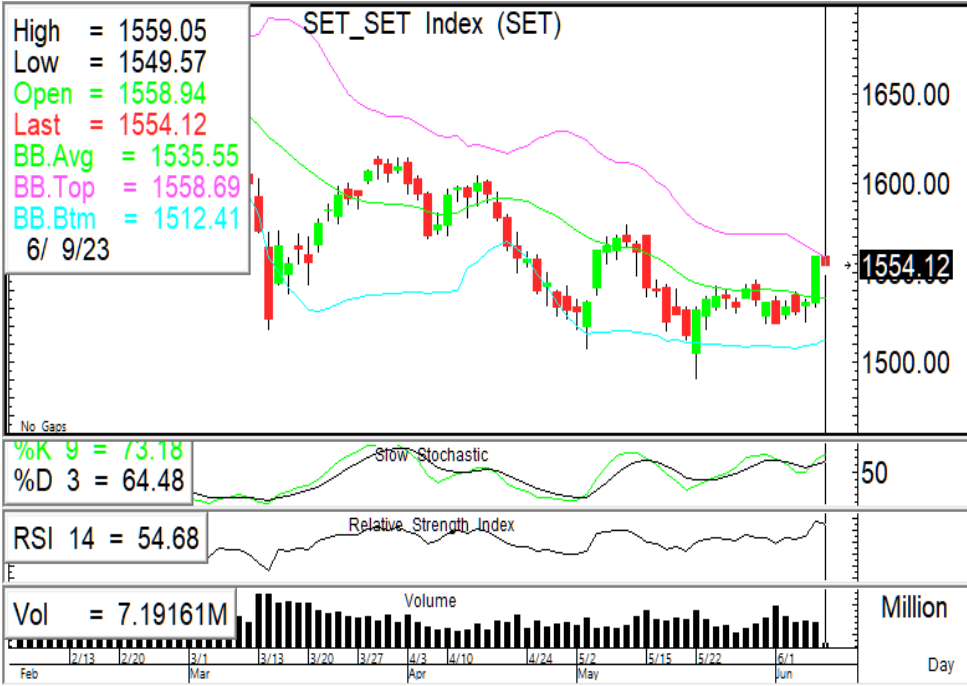 SET_SET Index (SET)
High = 1559.05
Low = 1549.57
Open = 1558.94
Last = 1554.12
BB.Avg = 1535.55
BB.Top = 1558.69
BB.Btm = 1512.41
6/ 9/23
1650.00
1600.00
1554.12
1500.00
No Gaps
%K 9 = 73.18
%D 3 = 64.48
Slow Stochastic
50
RSI 14 = 54.68
Relative Strength Index
Vol = 7.19161M
Volume
Million
2/13 2/20 3/1 3/13 3/20 3/27 4/3 4/10 4/24 5/2 5/15 5/22 6/1
Feb Mar Apr May Jun
Day